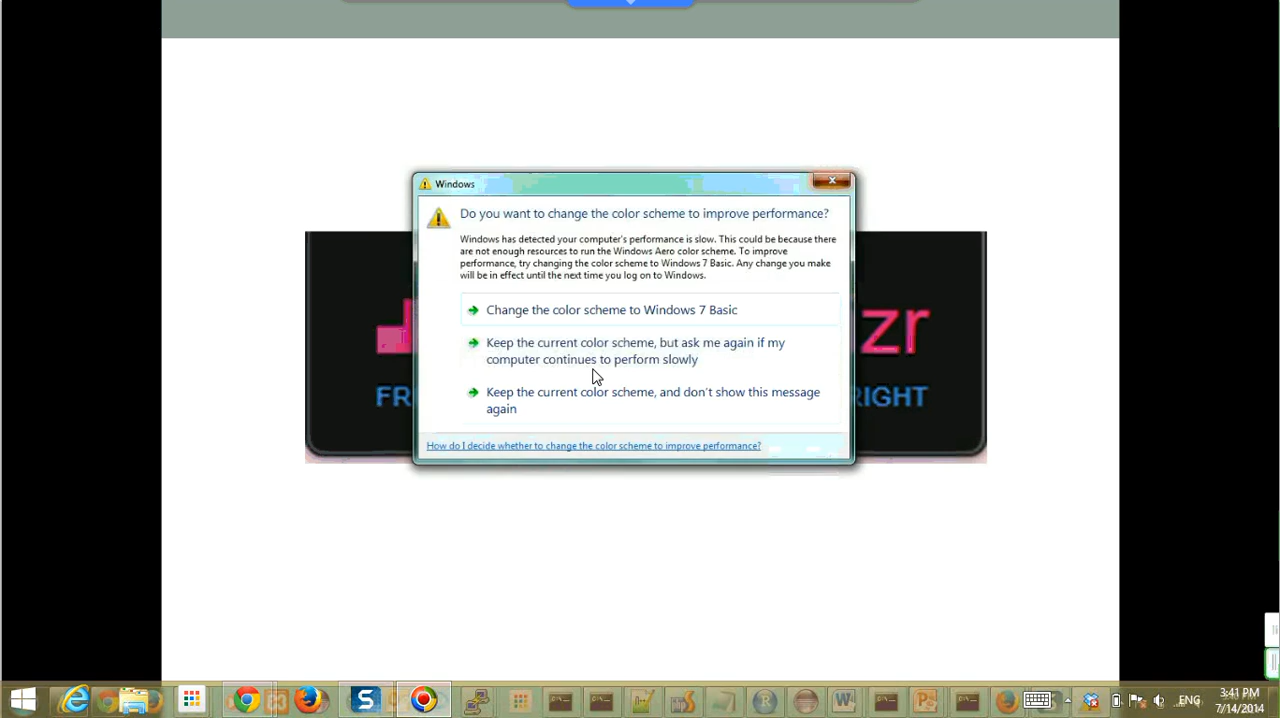 Windows
Do you want to change the color scheme to improve performance?
Windows has detected your computer's performance is slow. This could be because there
are not enough resources to run the Windows Aero color scheme. To improve
performance, try changing the color scheme to Windows 7 Basic. Any change you make
will be in effect until the next time you log on to Windows.
Change the color scheme to Windows 7 Basic
Keep the current color scheme, but ask me again if my
computer continues to perform slowly
Keep the current color scheme, and don't show this message
again
How do I decide whether to change the color scheme to improve performance?
zr
FR
RIGHT
ENG
3:41 PM
7/14/2014